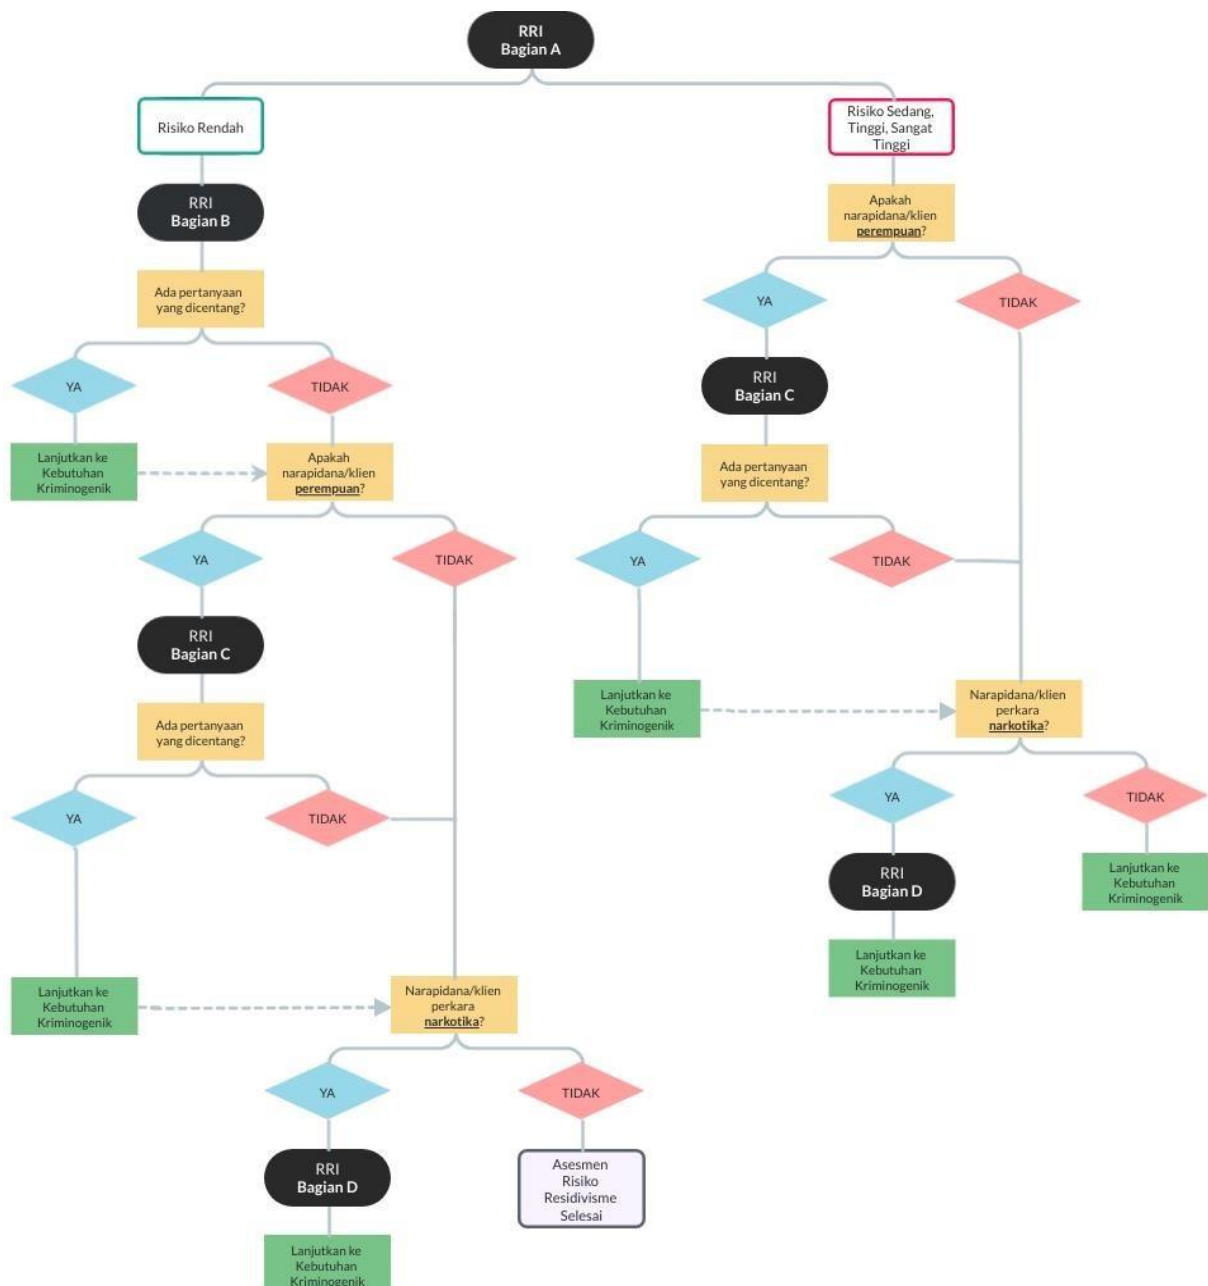 RRI
Bagian A
Risiko Rendah
Risiko Sedang,
Tinggi, Sangat
Tinggi
RRI
Bagian B
Apakah
narapidana/klien
perempuan?
Ada pertanyaan
yang dicentang?
YA
TIDAK
YA
TIDAK
RRI
Bagian C
Lanjutkan ke
Kebutuhan
Kriminogenik
Apakah
narapidana/klien
perempuan?
Ada pertanyaan
yang dicentang?
YA
TIDAK
YA
TIDAK
RRI
Bagian C
Lanjutkan ke
Kebutuhan
Kriminogenik
Narapidana/klien
perkara
narkotika?
Ada pertanyaan
yang dicentang?
YA
TIDAK
YA
TIDAK
RRI
Bagian D
Lanjutkan ke
Kebutuhan
Kriminogenik
Lanjutkan ke
Kebutuhan
Kriminogenik
Lanjutkan ke
Kebutuhan
Kriminogenik
Narapidana/klien
perkara
narkotika?
YA
TIDAK
RRI
Bagian D
Asesmen
Risiko
Residivisme
Selesai
Lanjutkan ke
Kebutuhan
Kriminogenik